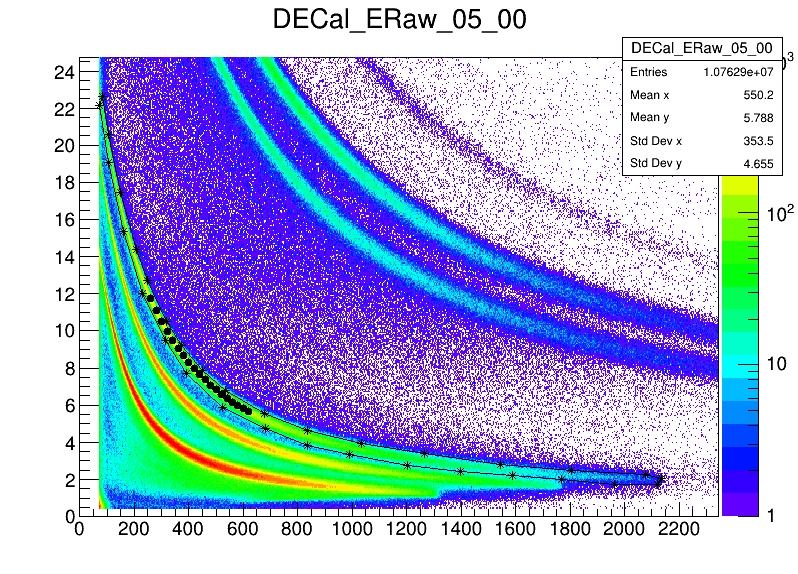 DECal_ERaw_05_00
DECal_ERaw_05_00
Entries 1.07629e+07
Mean x 550.2
Mean y 5.788
Std Dev x 353.5
Std Dev y 4.655
24
22
20
18
16
14
12
10
8
6
4
2
0
0 200 400 600 800 1000 1200 1400 1600 1800 2000 2200
10²
10
1